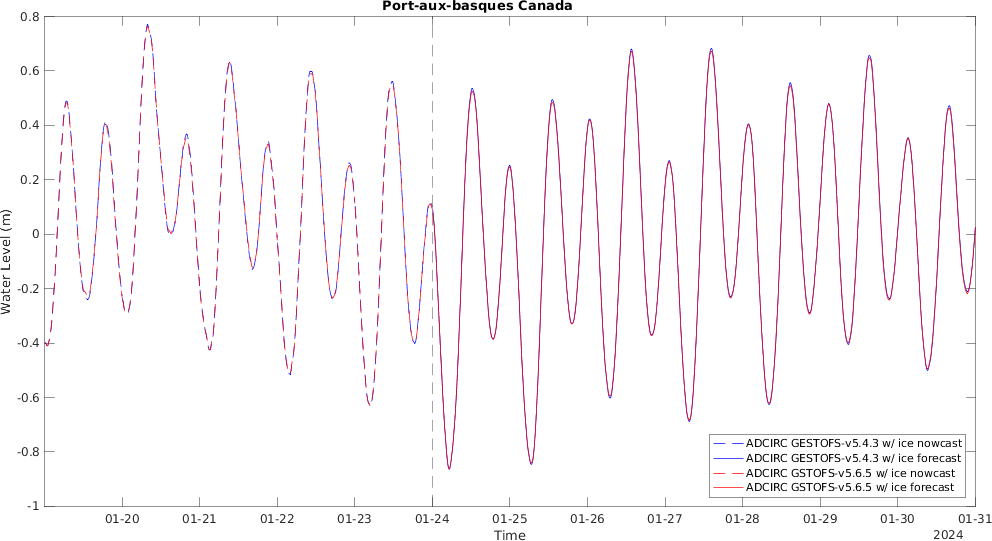 Port-aux-basques Canada
0.8
0.6
0.4
0.2
0
-0.2
-0.4
-0.6
-0.8
-1
Water Level (m)
ADCIRC GESTOFS-v5.4.3 w/ ice nowcast
ADCIRC GESTOFS-v5.4.3 w/ ice forecast
ADCIRC GSTOFS-v5.6.5 w/ ice nowcast
ADCIRC GSTOFS-v5.6.5 w/ ice forecast
01-20 01-21 01-22 01-23 01-24 01-25 01-26 01-27 01-28 01-29 01-30 01-31
Time
2024